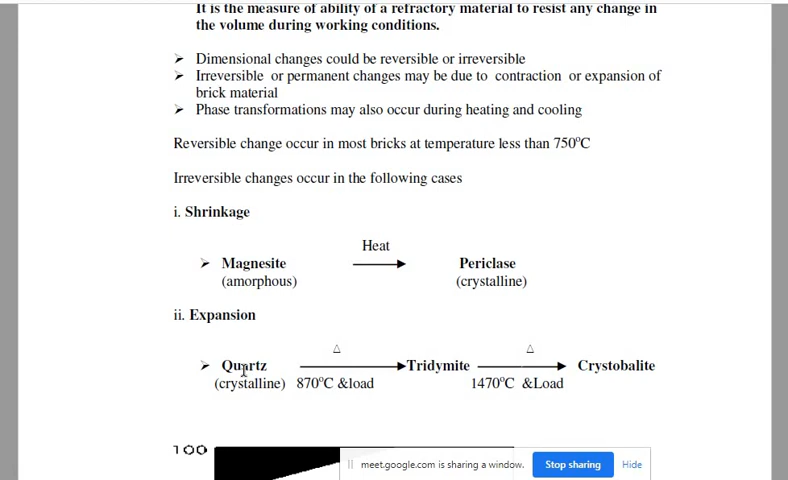 It is the measure of ability of a refractory material to resist any change in
the volume during working conditions.
➢ Dimensional changes could be reversible or irreversible
➢ Irreversible or permanent changes may be due to contraction or expansion of
brick material
➢ Phase transformations may also occur during heating and cooling
Reversible change occur in most bricks at temperature less than 750°C
Irreversible changes occur in the following cases
i. Shrinkage
Heat
➢ Magnesite Periclase
(amorphous) (crystalline)
ii. Expansion
△ △
➢ Quartz Tridymite Crystobalite
(crystalline) 870°C &load 1470°C &Load
100
meet.google.com is sharing a window. Stop sharing Hide